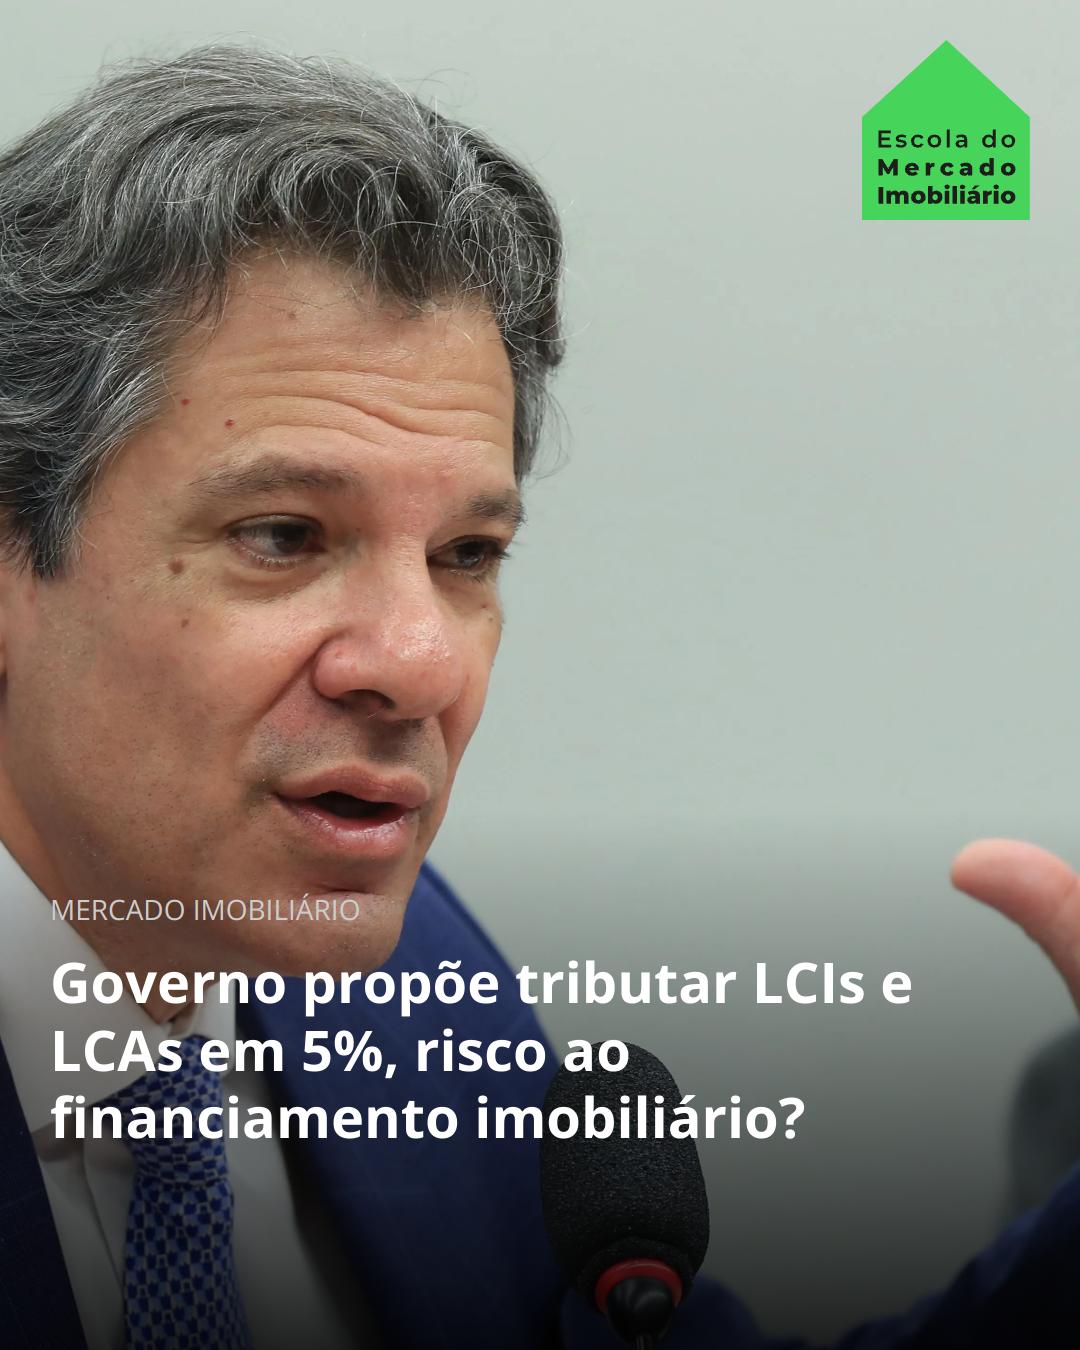 Escola do
Mercado
Imobiliário
MERCADO IMOBILIÁRIO
Governo propõe tributar LCIs e
LCAs em 5%, risco ao
financiamento imobiliário?